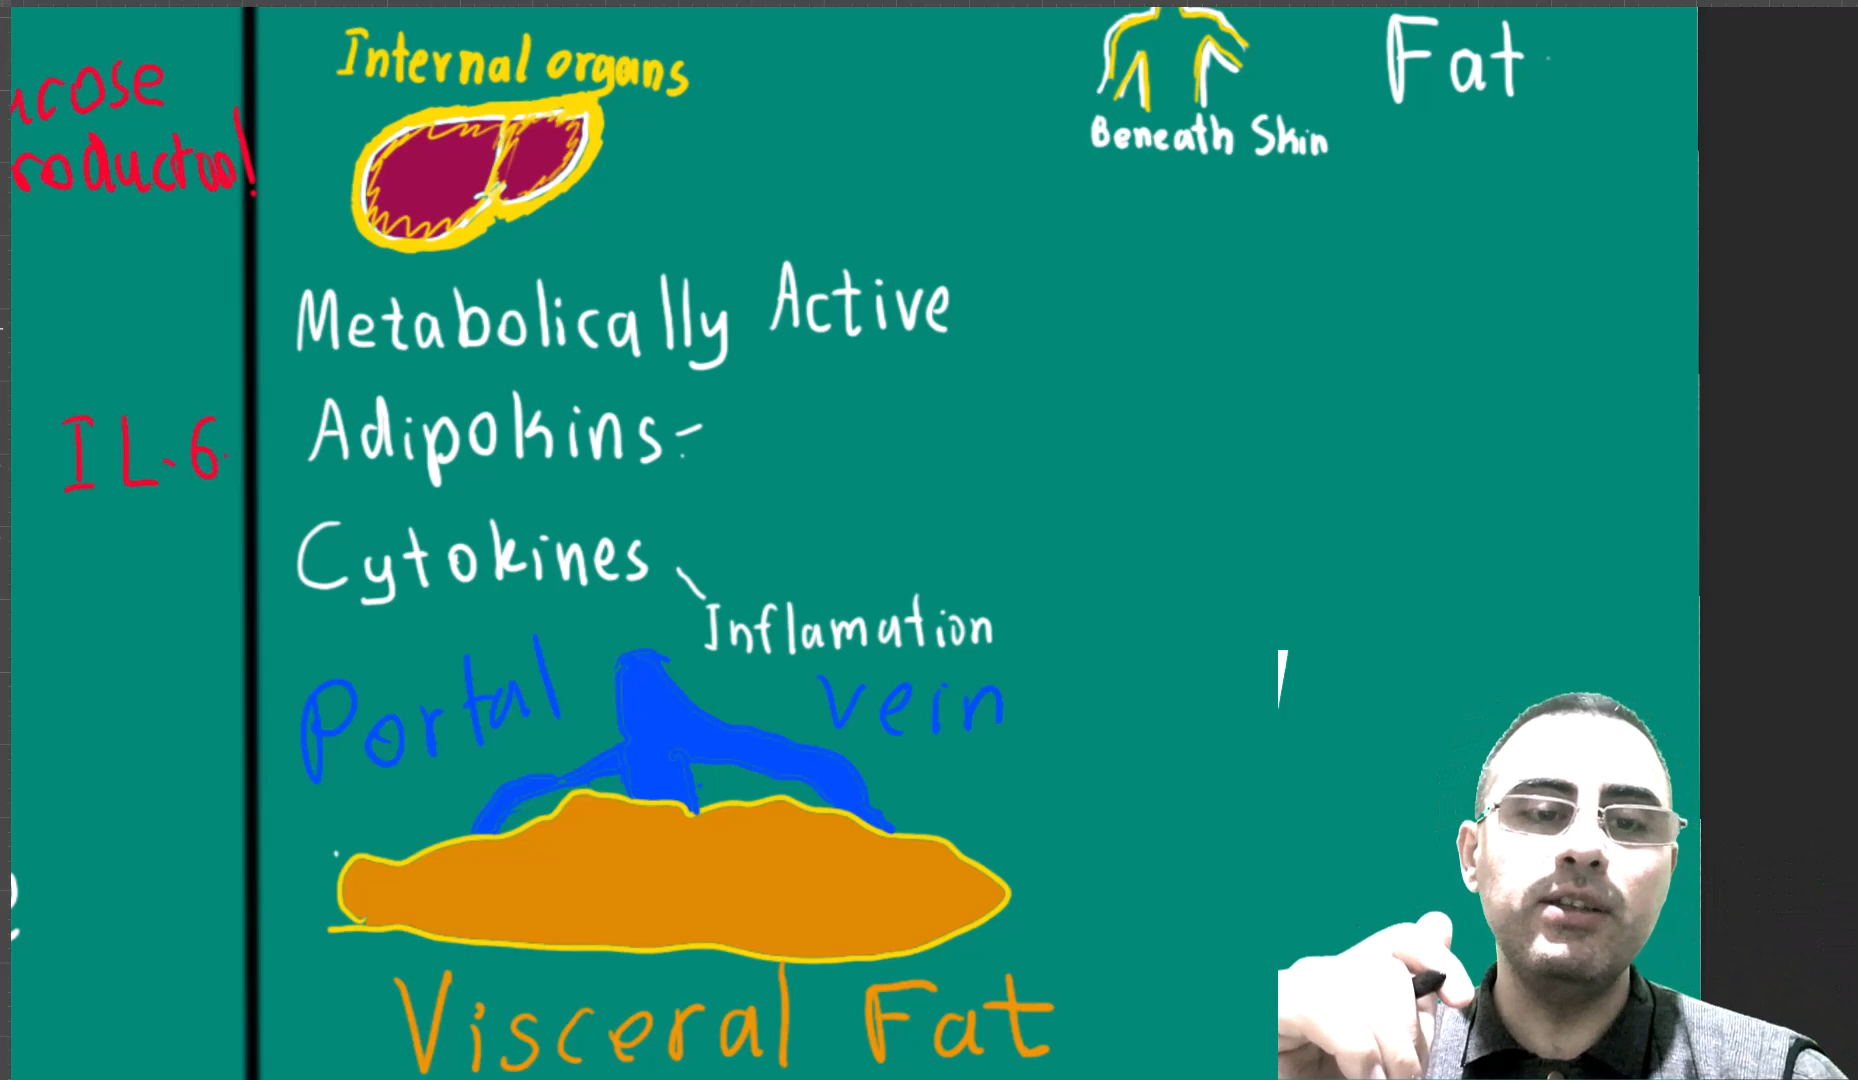 Internal organs
Fat
Beneath Skin
IL.6
Metabolically Active
Adipokins-
Cytokines
Inflamation
Portal vein
Visceral Fat